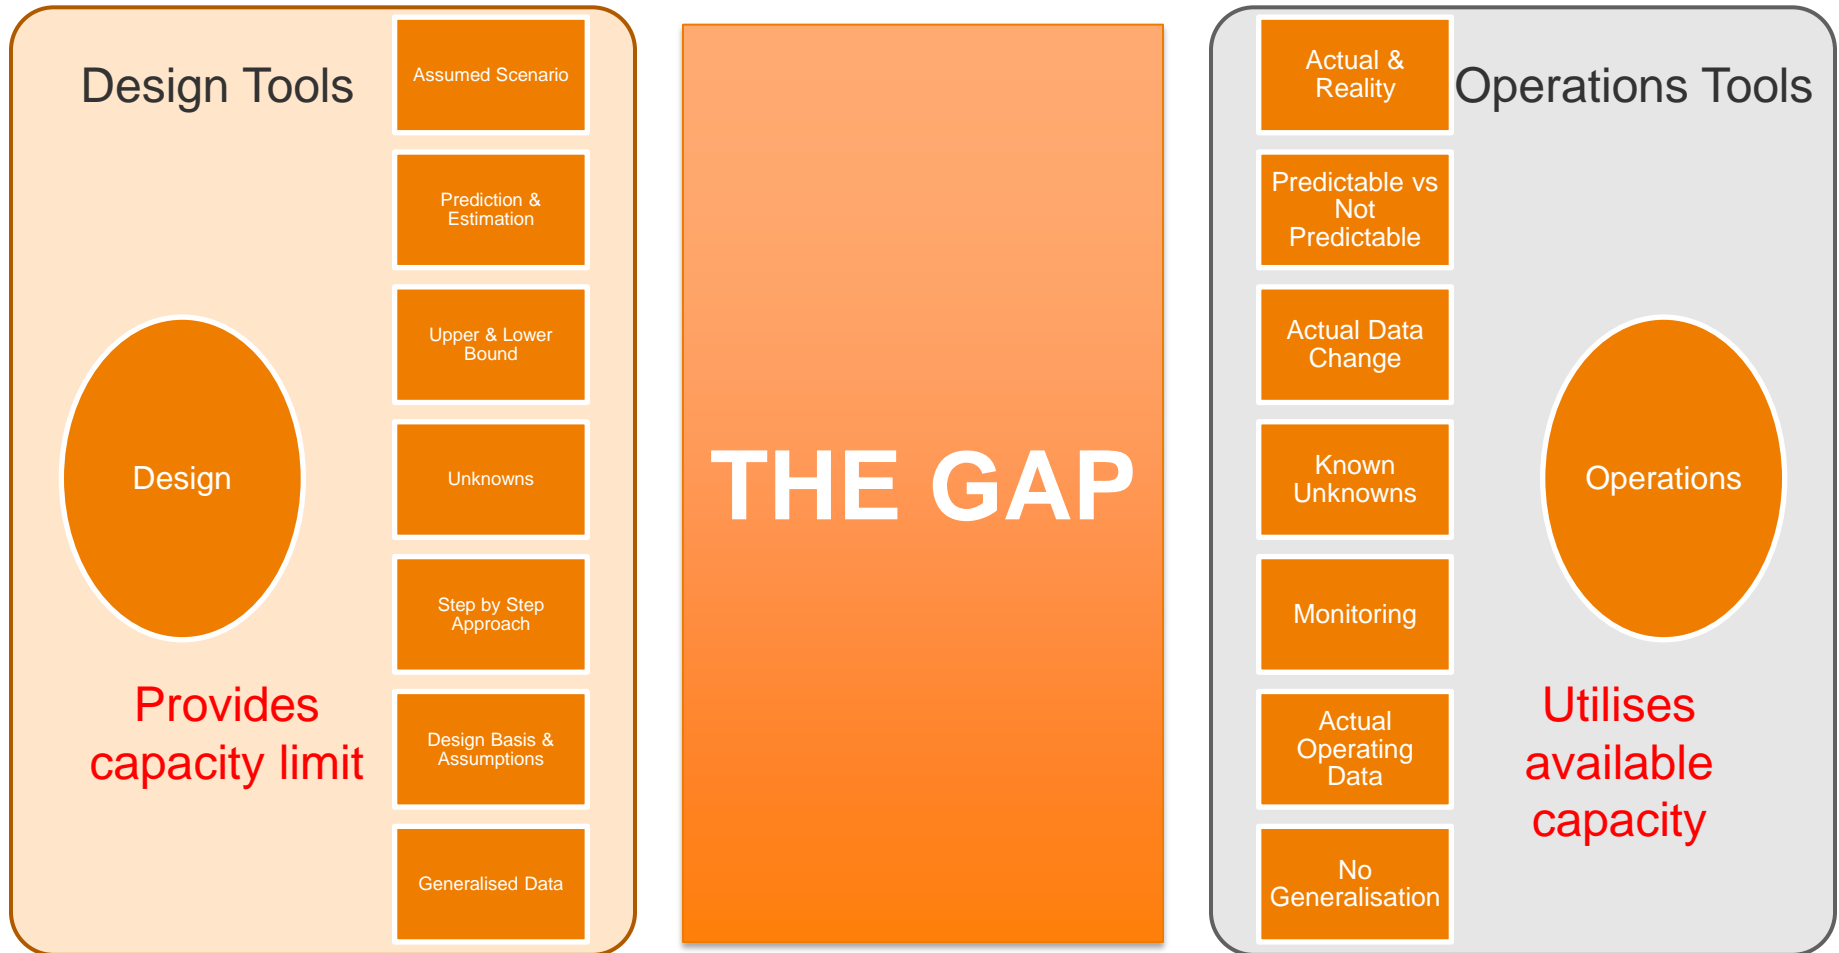 Design Tools
Assumed Scenario
Prediction &
Estimation
Upper & Lower
Bound
Design
Unknowns
Step by Step
Approach
Provides
capacity limit
Design Basis &
Assumptions
Generalised Data
THE GAP
Actual &
Reality
Operations Tools
Predictable vs
Not
Predictable
Actual Data
Change
Known
Unknowns
Operations
Monitoring
Actual
Operating
Data
Utilises
available
capacity
No
Generalisation